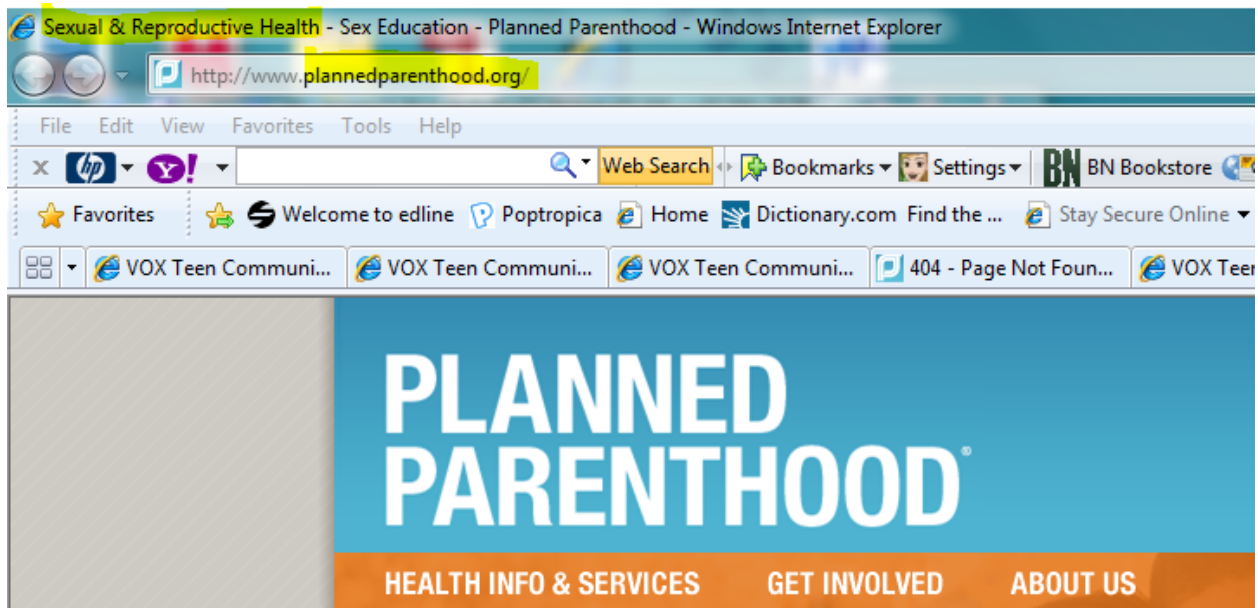 Sexual & Reproductive Health - Sex Education - Planned Parenthood - Windows Internet Explorer
http://www.plannedparenthood.org/
File Edit View Favorites Tools Help
x hp Y! Web Search Bookmarks Settings BN BN Bookstore
Favorites Welcome to edline Poptropica Home Dictionary.com Find the ... Stay Secure Online
VOX Teen Communi... VOX Teen Communi... VOX Teen Communi... 404 - Page Not Foun... VOX Teen
PLANNED
PARENTHOOD®
HEALTH INFO & SERVICES GET INVOLVED ABOUT US